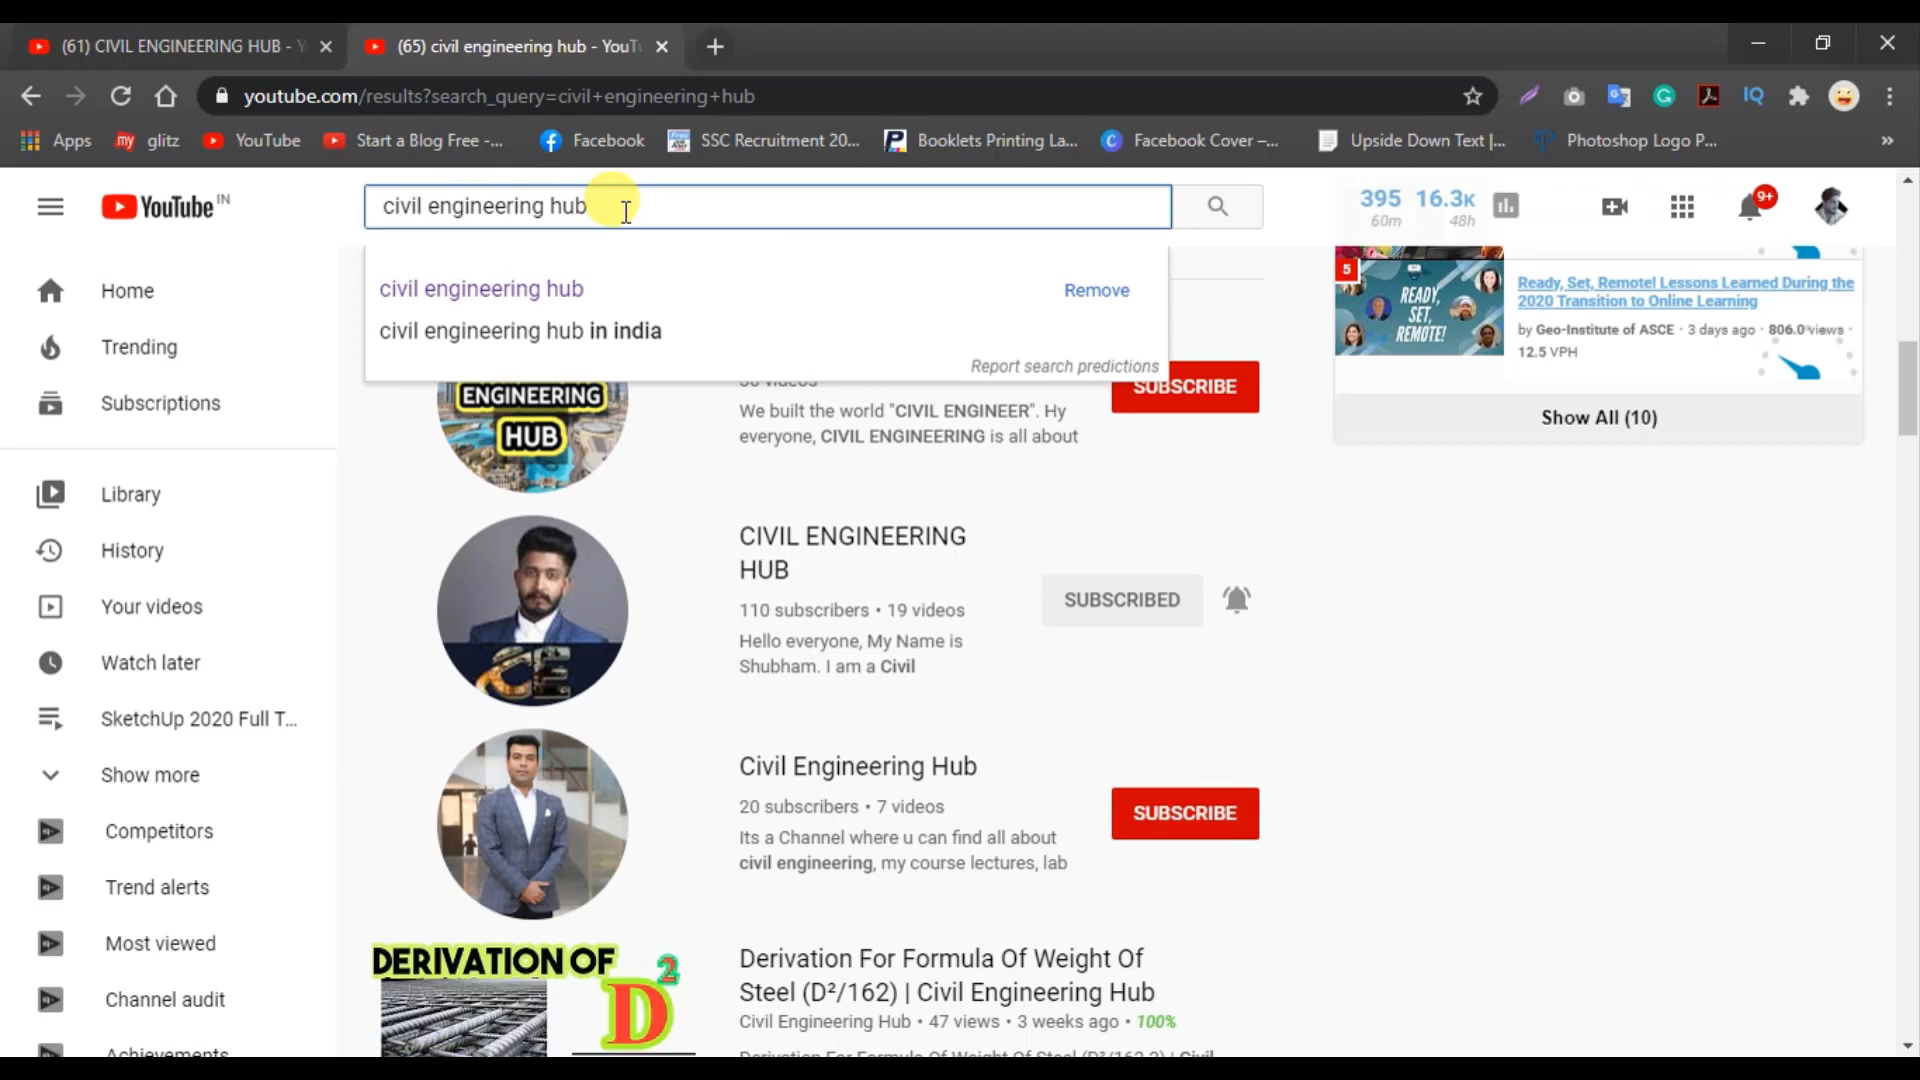 (61) CIVIL ENGINEERING HUB - Y
(65) civil engineering hub - YouTu
youtube.com/results?search_query=civil+engineering+hub
Apps
my glitz
YouTube
Start a Blog Free -...
Facebook
SSC Recruitment 20...
Booklets Printing La...
Facebook Cover –...
Upside Down Text |...
Photoshop Logo P...
YouTube IN
civil engineering hub
395 16.3K
60m 48h
9+
civil engineering hub
Remove
civil engineering hub in india
Report search predictions
Home
Trending
Subscriptions
Library
History
Your videos
Watch later
SketchUp 2020 Full T...
Show more
Competitors
Trend alerts
Most viewed
Channel audit
Achievements
ENGINEERING
HUB
We built the world "CIVIL ENGINEER". Hy
everyone, CIVIL ENGINEERING is all about
SUBSCRIBE
CE
CIVIL ENGINEERING
HUB
110 subscribers • 19 videos
Hello everyone, My Name is
Shubham. I am a Civil
SUBSCRIBED
Civil Engineering Hub
20 subscribers • 7 videos
Its a Channel where u can find all about
civil engineering, my course lectures, lab
SUBSCRIBE
DERIVATION OF
D²
Derivation For Formula Of Weight Of
Steel (D²/162) | Civil Engineering Hub
Civil Engineering Hub • 47 views • 3 weeks ago • 100%
5
READY,
SET,
REMOTE!
Ready, Set, Remote! Lessons Learned During the
2020 Transition to Online Learning
by Geo-Institute of ASCE • 3 days ago • 806.0 views •
12.5 VPH
Show All (10)